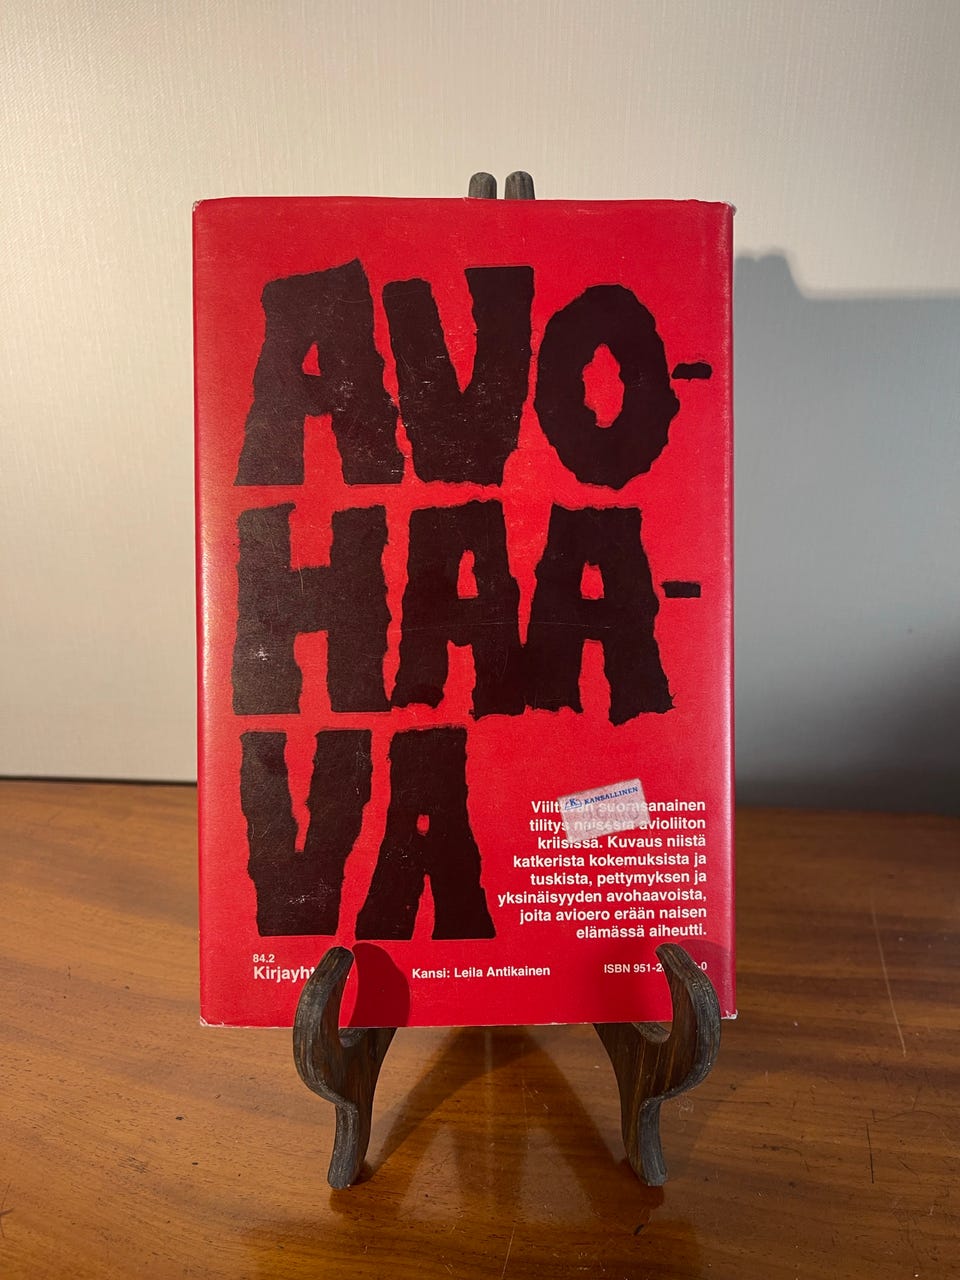 AVO-
HAA-
VA
KANSALLINEN
suorasanainen
tilitys naisesta avioliiton
kriisissä. Kuvaus niistä
katkerista kokemuksista ja
tuskista, pettymyksen ja
yksinäisyyden avohaavoista,
joita avioero erään naisen
elämässä aiheutti.
84.2
Kansi: Leila Antikainen
ISBN 951-2